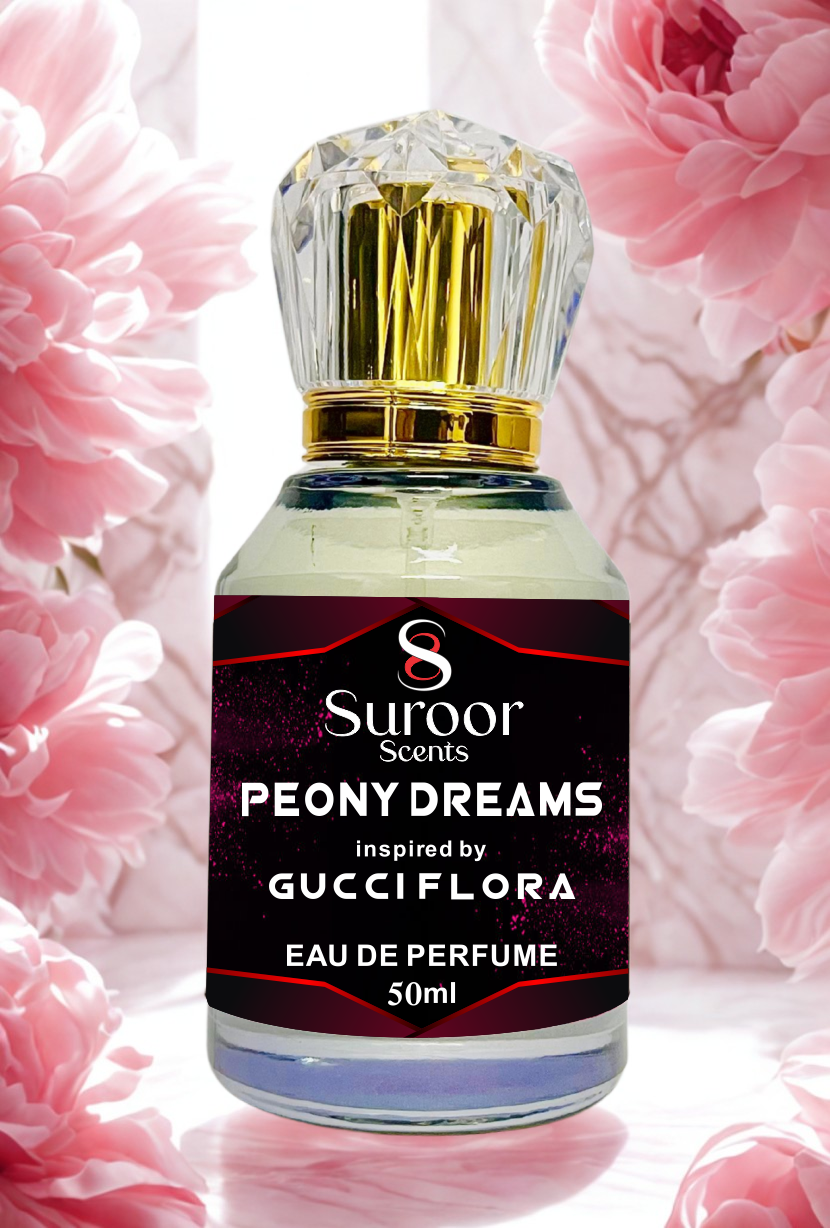 Suroor
Scents
PEONY DREAMS
inspired by
GUCCI FLORA
EAU DE PERFUME
50ml